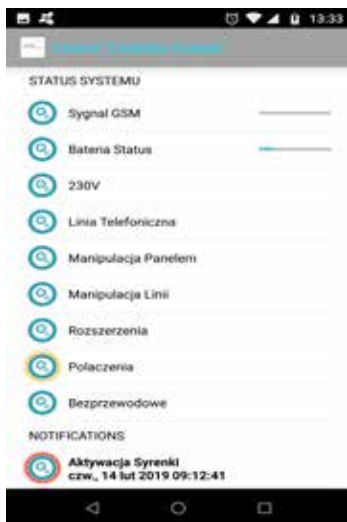 13:33
STATUS SYSTEMU
Sygnal GSM
Bateria Status
230V
Linia Telefoniczna
Manipulacja Panelem
Manipulacja Linii
Rozszerzenia
Polaczenia
Bezprzewodowe
NOTIFICATIONS
Aktywacja Syrenki
czw., 14 lut 2019 09:12:41